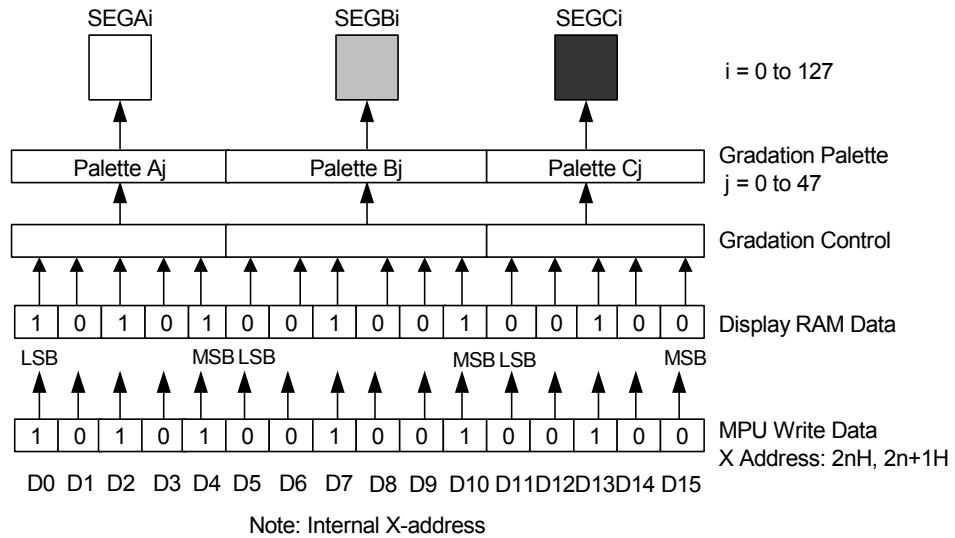 SEGAi SEGBi SEGCi
i = 0 to 127
Palette Aj Palette Bj Palette Cj
Gradation Palette
j = 0 to 47
Gradation Control
1 0 1 0 1 0 0 1 0 0 1 0 0 1 0 0
Display RAM Data
LSB MSB LSB MSB LSB MSB
1 0 1 0 1 0 0 1 0 0 1 0 0 1 0 0
MPU Write Data
X Address: 2nH, 2n+1H
D0 D1 D2 D3 D4 D5 D6 D7 D8 D9 D10 D11 D12 D13 D14 D15
Note: Internal X-address